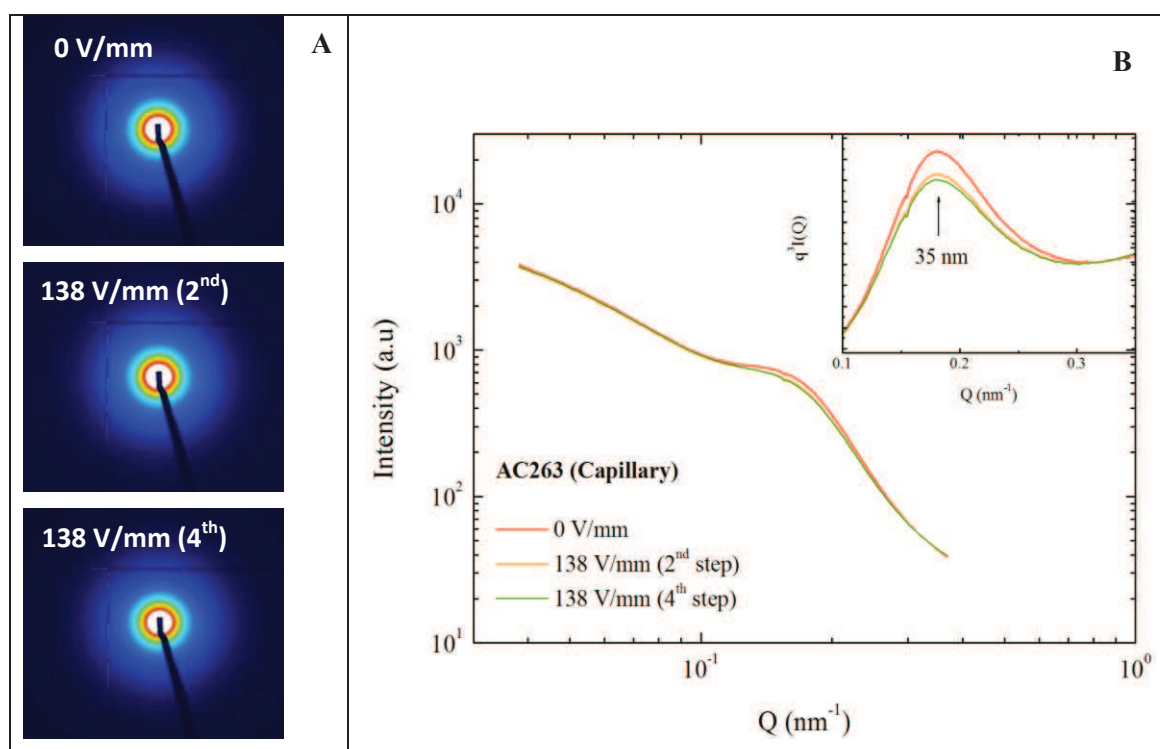 0 V/mm
A
138 V/mm (2nd)
138 V/mm (4th)
B
Intensity (a.u)
10^4
10^3
10^2
10^1
10^-1
10^0
Q (nm^-1)
AC263 (Capillary)
0 V/mm
138 V/mm (2nd step)
138 V/mm (4th step)
q^3I(Q)
35 nm
0.1
0.2
0.3
Q (nm^-1)